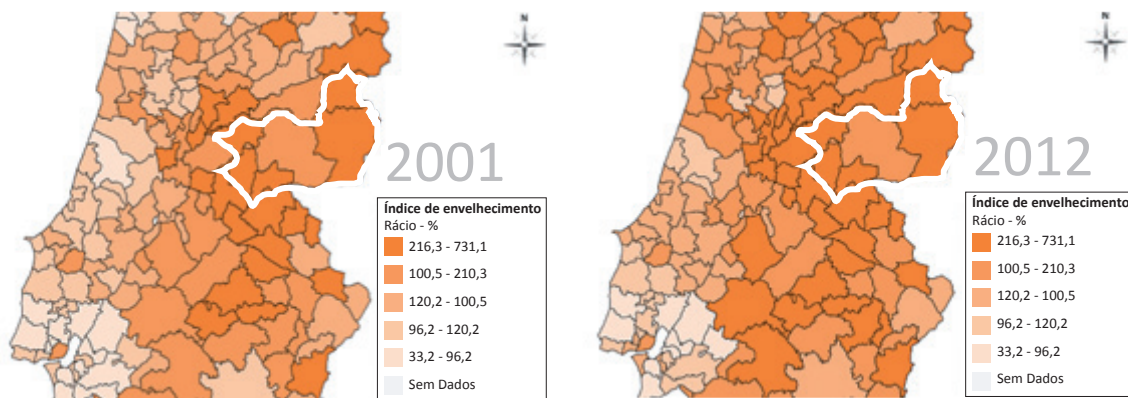 N
2001
Índice de envelhecimento
Rácio - %
216,3 - 731,1
100,5 - 210,3
120,2 - 100,5
96,2 - 120,2
33,2 - 96,2
Sem Dados
N
2012
Índice de envelhecimento
Rácio - %
216,3 - 731,1
100,5 - 210,3
120,2 - 100,5
96,2 - 120,2
33,2 - 96,2
Sem Dados